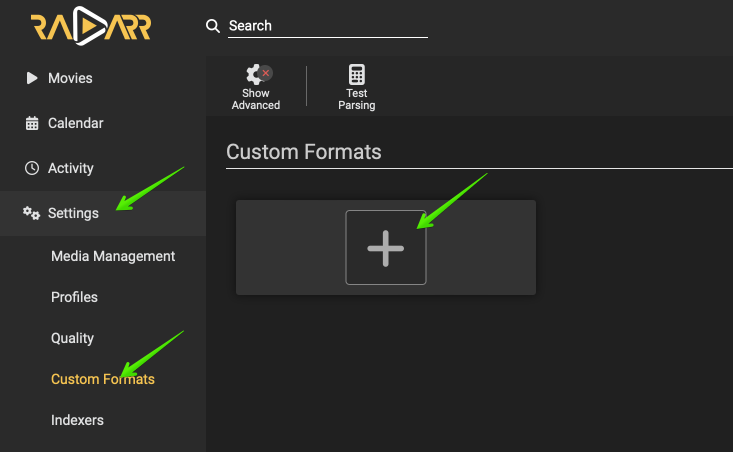 RADARR
Search
Movies
Calendar
Activity
Settings
Media Management
Profiles
Quality
Custom Formats
Indexers
Show
Advanced
Test
Parsing
Custom Formats